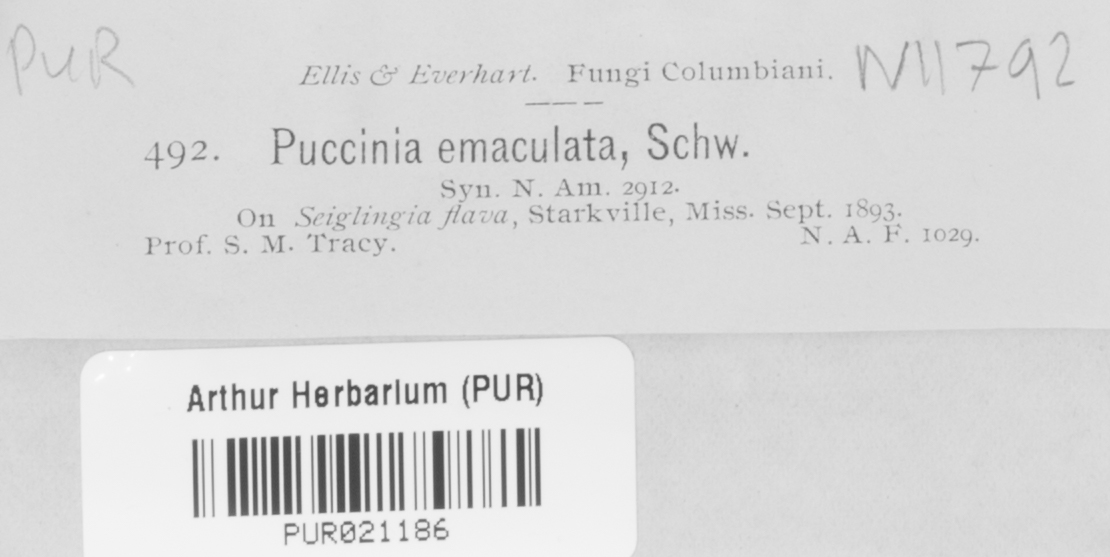 PUR
Ellis & Everhart. Fungi Columbiani.
N11792
492. Puccinia emaculata, Schw.
Syn. N. Am. 2912.
On Seiglingia flava, Starkville, Miss. Sept. 1893.
Prof. S. M. Tracy. N. A. F. 1029.
Arthur Herbarium (PUR)
PUR021186